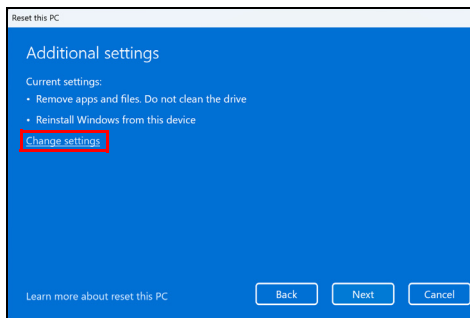 Reset this PC
Additional settings
Current settings:
• Remove apps and files. Do not clean the drive
• Reinstall Windows from this device
Change settings
Learn more about reset this PC
Back
Next
Cancel